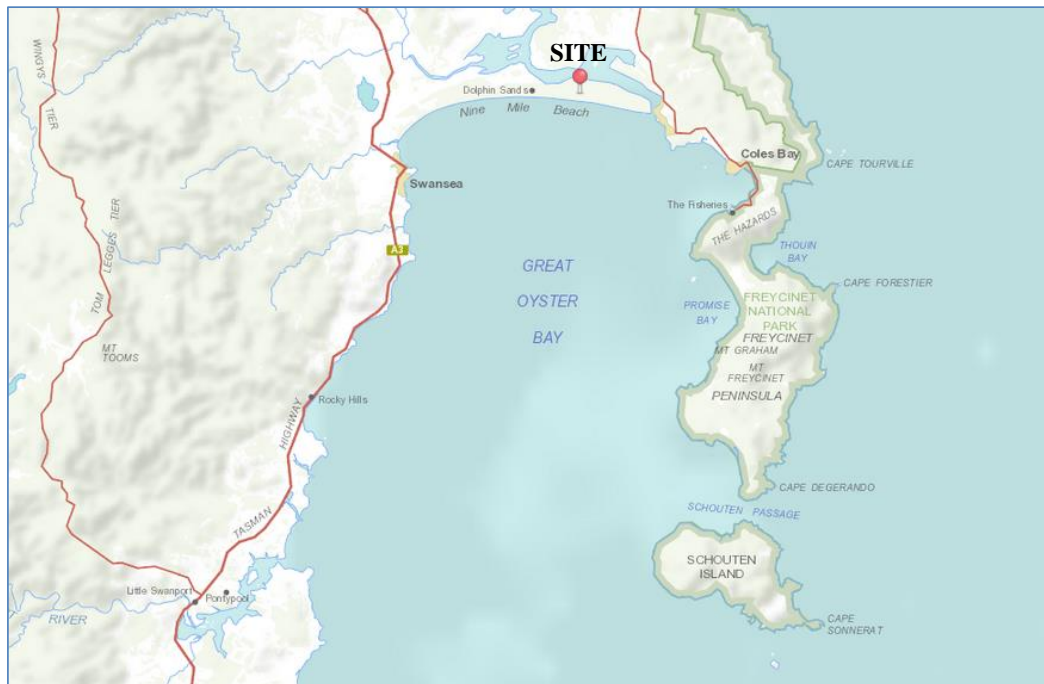 SITE
WINGYS
TIER
Dolphin Sands
Nine Mile Beach
Coles Bay
CAPE TOURVILLE
Swansea
The Fisheries
THE HAZARDS
TOM LEGGES TIER
A3
THOUIN
BAY
GREAT
OYSTER
BAY
CAPE FORESTIER
PROMISE
BAY
FREYCINET
NATIONAL
PARK
FREYCINET
MT GRAHAM
MT
FREYCINET
PENINSULA
MT
TOOMS
Rocky Hills
TASMAN HIGHWAY
CAPE DEGERANDO
SCHOUTEN PASSAGE
SCHOUTEN
ISLAND
Little Swanport
Pontypool
RIVER
CAPE
SONNERAT